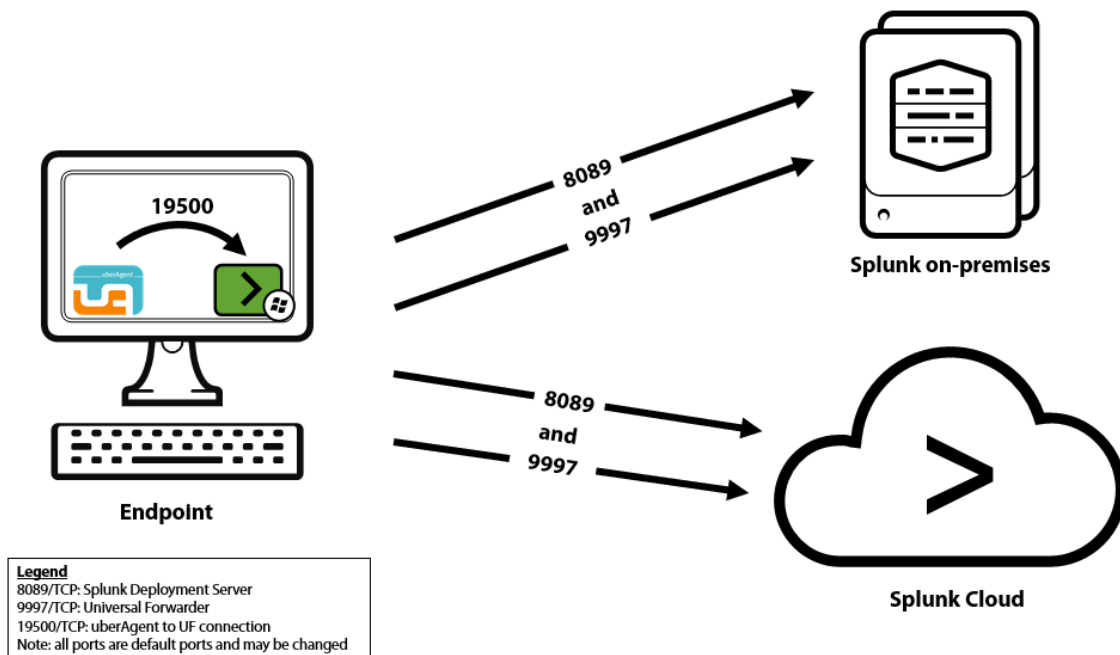 19500
uberAgent
Endpoint
8089
and
9997
Splunk on-premises
8089
and
9997
Splunk Cloud
Legend
8089/TCP: Splunk Deployment Server
9997/TCP: Universal Forwarder
19500/TCP: uberAgent to UF connection
Note: all ports are default ports and may be changed